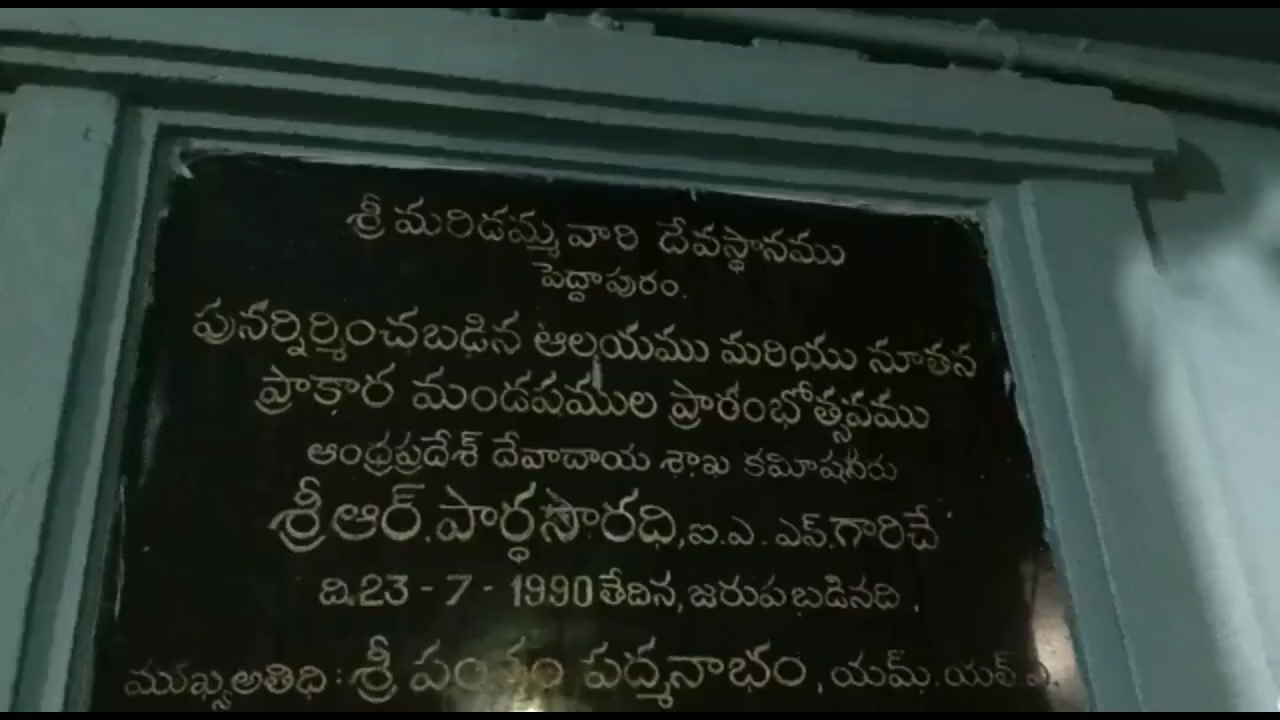 శ్రీ మరిడమ్మ వారి దేవస్థానము
పెద్దాపురం.
పునర్నిర్మించబడిన ఆలయము మరియు నూతన
ప్రాకార మండపముల ప్రారంభోత్సవము
ఆంధ్రప్రదేశ్ దేవాదాయ శాఖ కమీషనరు
శ్రీ ఆర్. పార్థసారధి, ఐ.ఎ.ఎస్. గారిచే
ది. 23-7-1990 తేదిన, జరుపబడినది.
ముఖ్య అతిధి : శ్రీ పంతం పద్మనాభం, యమ్. యల్. ఎ.